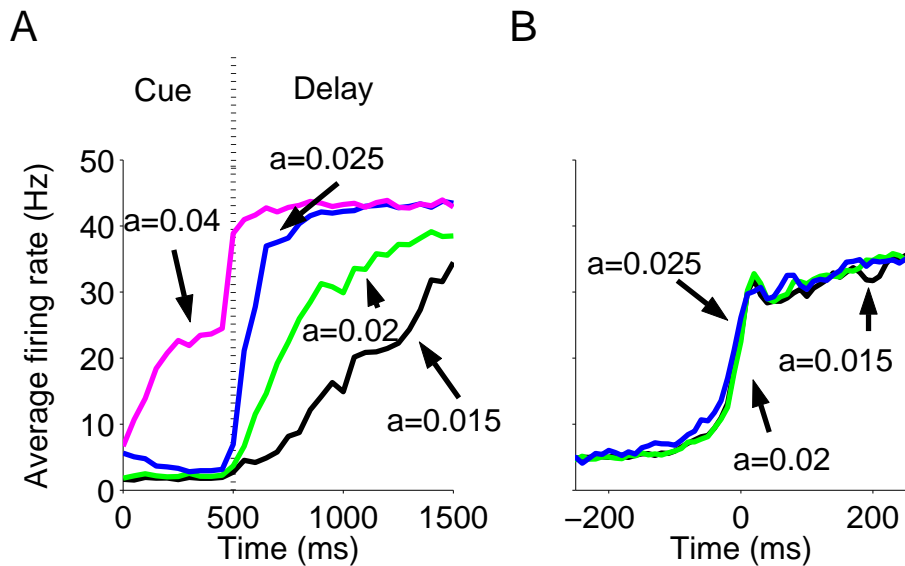 A
B
Cue
Delay
Average firing rate (Hz)
50
40
30
20
10
0
a=0.04
a=0.025
a=0.02
a=0.015
0
500
1000
1500
Time (ms)
a=0.025
a=0.015
a=0.02
−200
0
200
Time (ms)